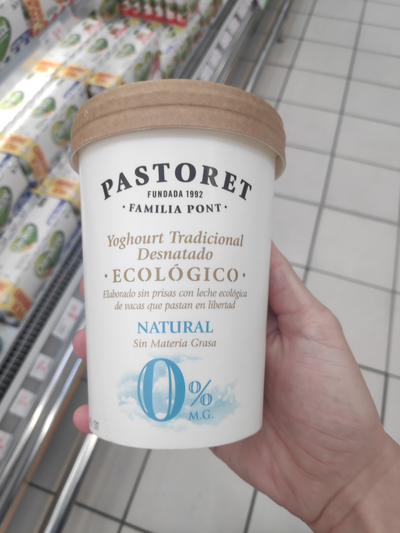 PASTORET
FUNDADA 1992
· FAMILIA PONT ·
Yoghourt Tradicional
Desnatado
· ECOLÓGICO ·
Elaborado sin prisas con leche ecológica
de vacas que pastan en libertad
NATURAL
Sin Materia Grasa
0%
M.G.